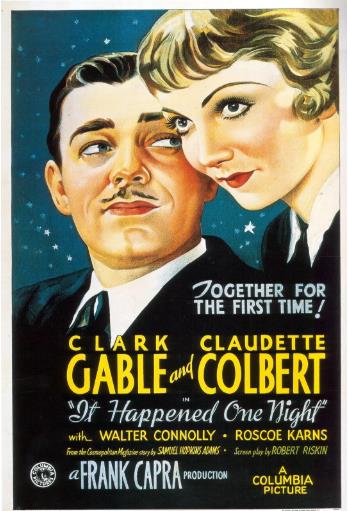 TOGETHER FOR
THE FIRST TIME!
CLARK CLAUDETTE
GABLE and COLBERT
IN
"It Happened One Night"
with WALTER CONNOLLY • ROSCOE KARNS
From the Cosmopolitan Magazine story by SAMUEL HOPKINS ADAMS • Screen play by ROBERT RISKIN
a FRANK CAPRA PRODUCTION
A
COLUMBIA
PICTURE